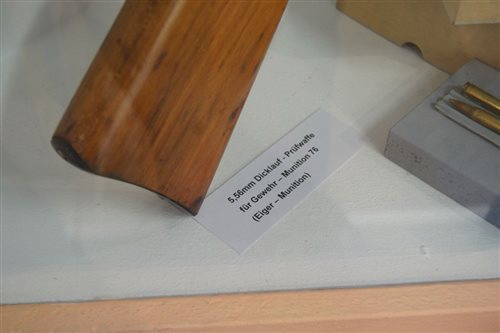 5,56mm Dicklauf - Prüfwaffe
für Gewehr – Munition 76
(Eiger – Munition)